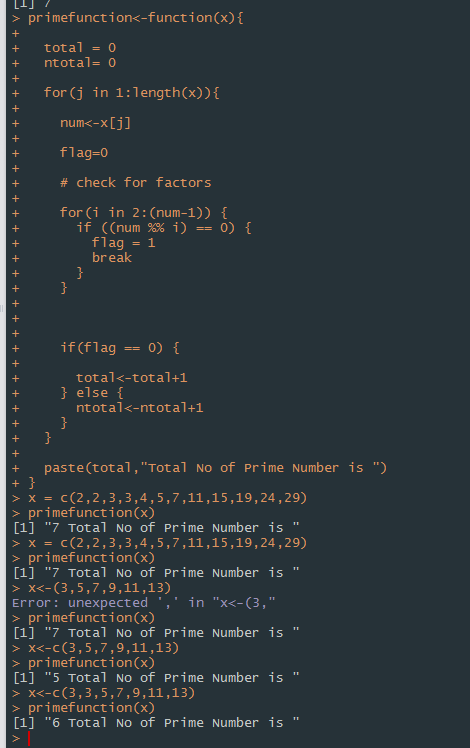 [1] 7
> primefunction<-function(x){
+
+   total = 0
+   ntotal= 0
+
+   for(j in 1:length(x)){
+
+     num<-x[j]
+
+     flag=0
+
+     # check for factors
+
+     for(i in 2:(num-1)) {
+       if ((num %% i) == 0) {
+         flag = 1
+         break
+       }
+     }
+
+
+
+     if(flag == 0) {
+
+       total<-total+1
+     } else {
+       ntotal<-ntotal+1
+     }
+   }
+
+   paste(total,"Total No of Prime Number is ")
+ }
> x = c(2,2,3,3,4,5,7,11,15,19,24,29)
> primefunction(x)
[1] "7 Total No of Prime Number is "
> x = c(2,2,3,3,4,5,7,11,15,19,24,29)
> primefunction(x)
[1] "7 Total No of Prime Number is "
> x<-(3,5,7,9,11,13)
Error: unexpected ',' in "x<-(3,"
> primefunction(x)
[1] "7 Total No of Prime Number is "
> x<-c(3,5,7,9,11,13)
> primefunction(x)
[1] "5 Total No of Prime Number is "
> x<-c(3,3,5,7,9,11,13)
> primefunction(x)
[1] "6 Total No of Prime Number is "
>